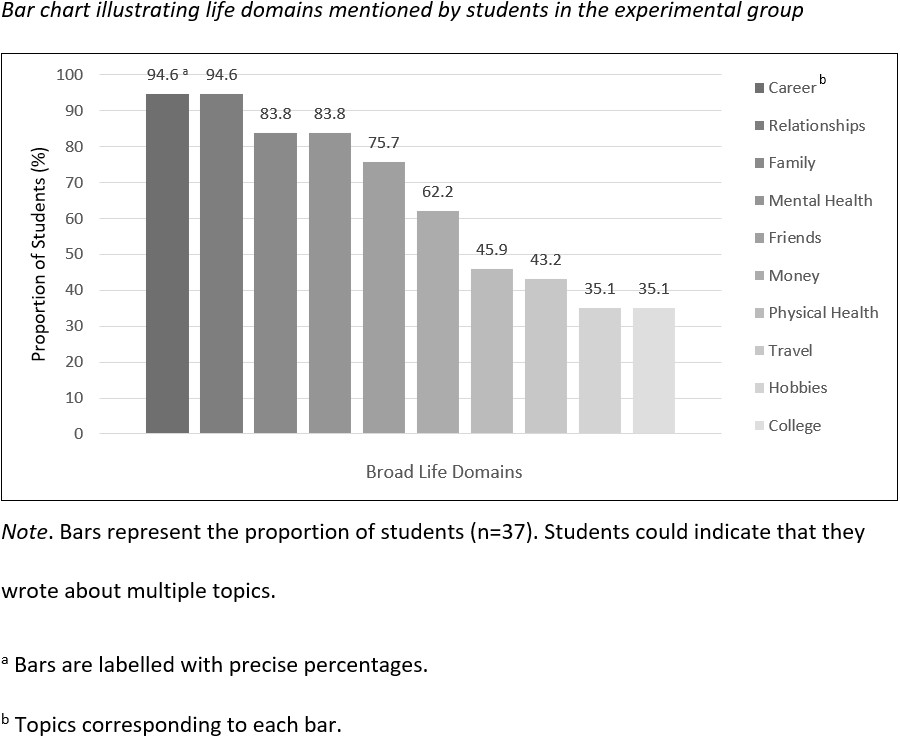 Bar chart illustrating life domains mentioned by students in the experimental group
100
90
80
70
60
50
40
30
20
10
0
Proportion of Students (%)
94.6 a
94.6
83.8
83.8
75.7
62.2
45.9
43.2
35.1
35.1
Broad Life Domains
Career b
Relationships
Family
Mental Health
Friends
Money
Physical Health
Travel
Hobbies
College
Note. Bars represent the proportion of students (n=37). Students could indicate that they
wrote about multiple topics.
a Bars are labelled with precise percentages.
b Topics corresponding to each bar.